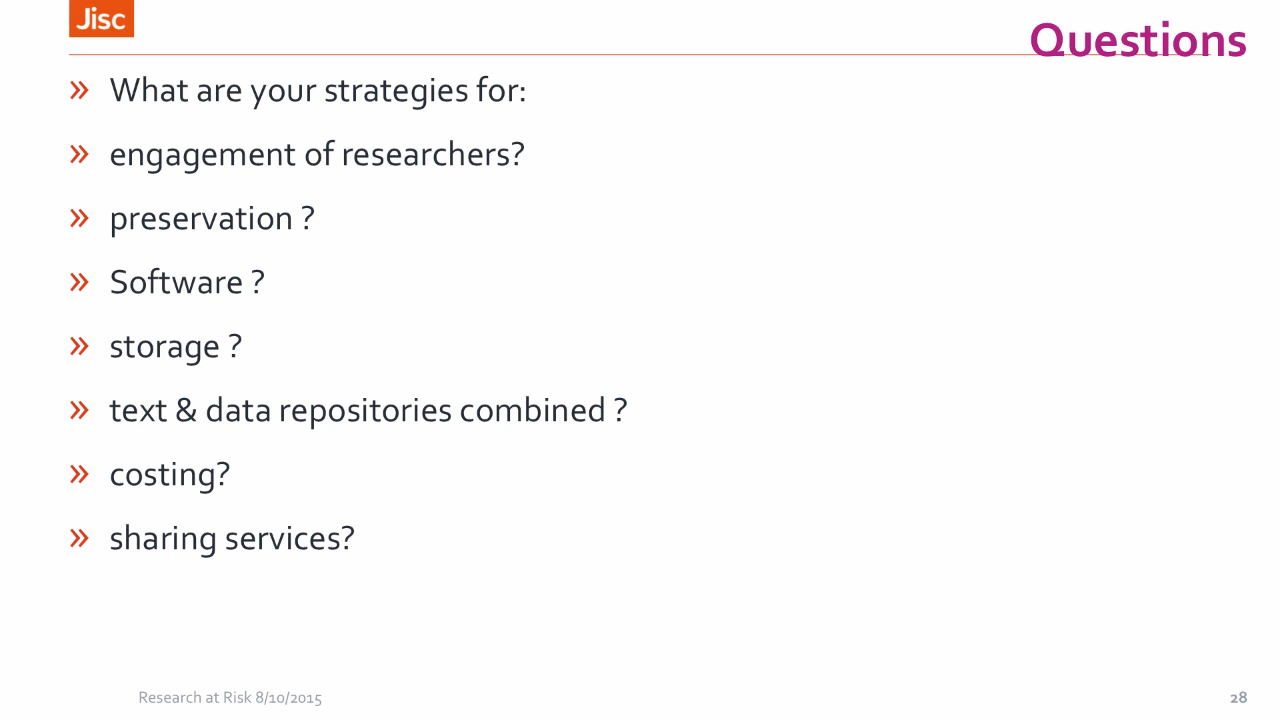 Jisc
Questions
» What are your strategies for:
» engagement of researchers?
» preservation ?
» Software ?
» storage ?
» text & data repositories combined ?
» costing?
» sharing services?
Research at Risk 8/10/2015
28